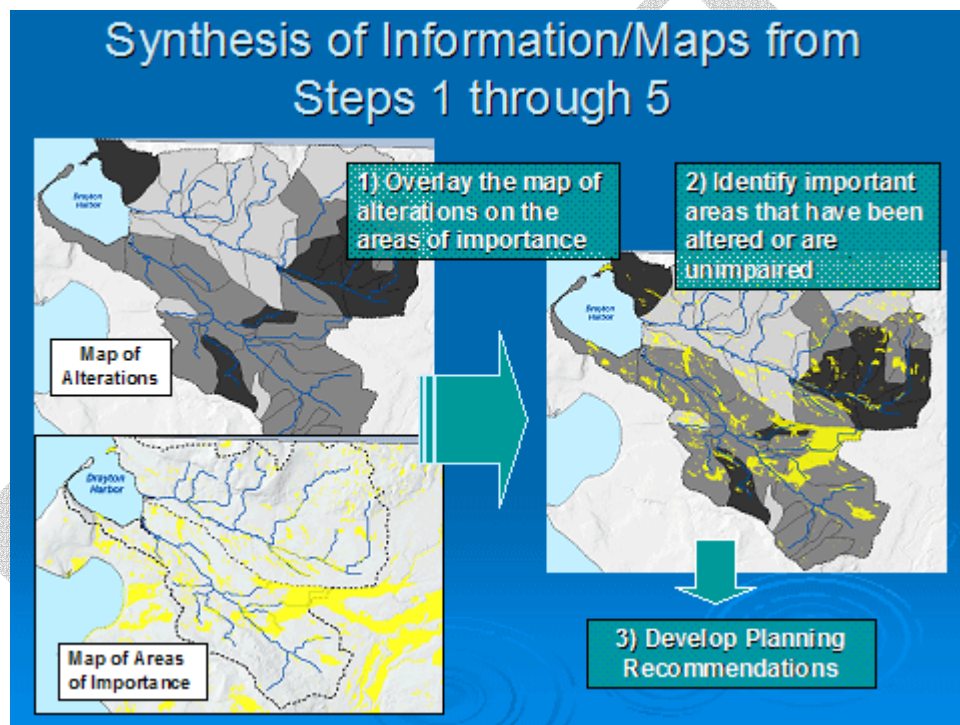 Synthesis of Information/Maps from
Steps 1 through 5
1) Overlay the map of
alterations on the
areas of importance
2) Identify important
areas that have been
altered or are
unimpaired
Drayton
Harbor
Map of
Alterations
Drayton
Harbor
Drayton
Harbor
Map of Areas
of Importance
3) Develop Planning
Recommendations